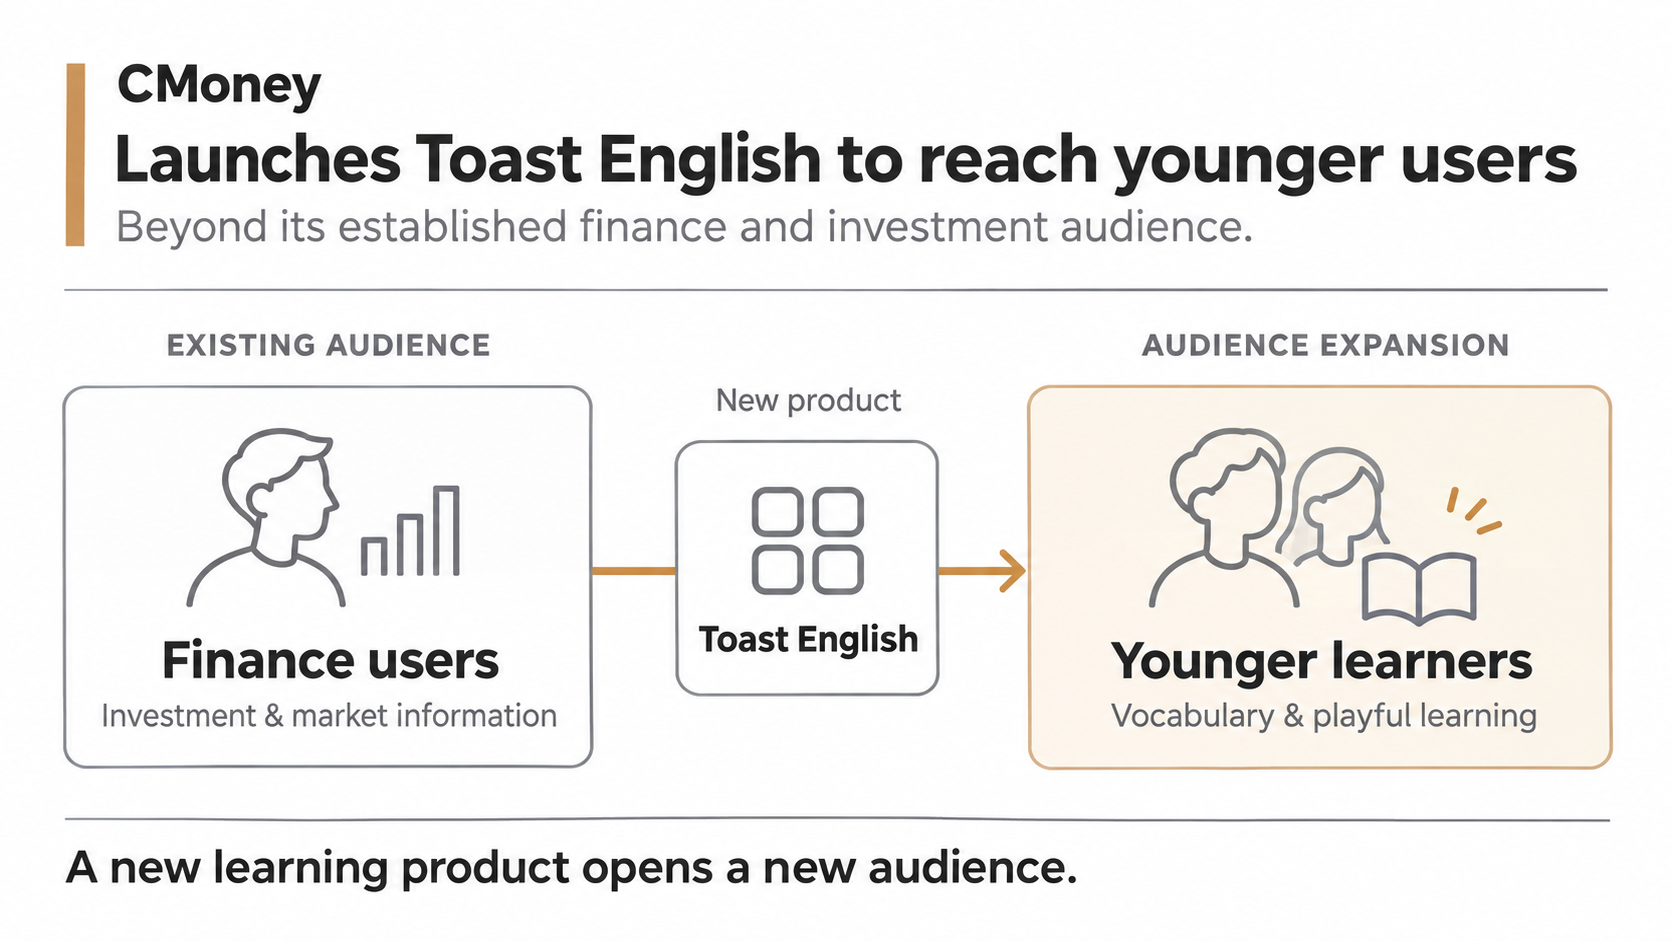 CMoney
Launches Toast English to reach younger users
Beyond its established finance and investment audience.
EXISTING AUDIENCE
Finance users
Investment & market information
New product
Toast English
AUDIENCE EXPANSION
Younger learners
Vocabulary & playful learning
A new learning product opens a new audience.